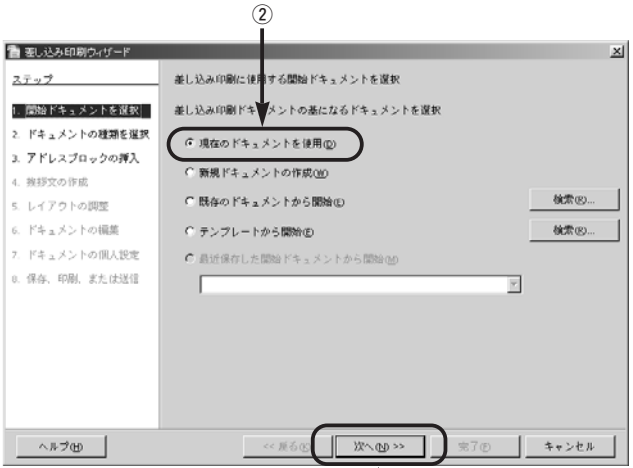 ②
差し込み印刷ウィザード
ステップ
1. 開始ドキュメントを選択
2. ドキュメントの種類を選択
3. アドレスブロックの挿入
4. 挨拶文の作成
5. レイアウトの調整
6. ドキュメントの編集
7. ドキュメントの個人設定
8. 保存、印刷、または送信
差し込み印刷に使用する開始ドキュメントを選択
差し込み印刷ドキュメントの基になるドキュメントを選択
現在のドキュメントを使用(D)
新規ドキュメントの作成(W)
既存のドキュメントから開始(E)
検索(R)...
テンプレートから開始(E)
検索(R)...
最近保存した開始ドキュメントから開始(M)
ヘルプ(H)
<< 戻る
次へ(N) >>
完了(F)
キャンセル